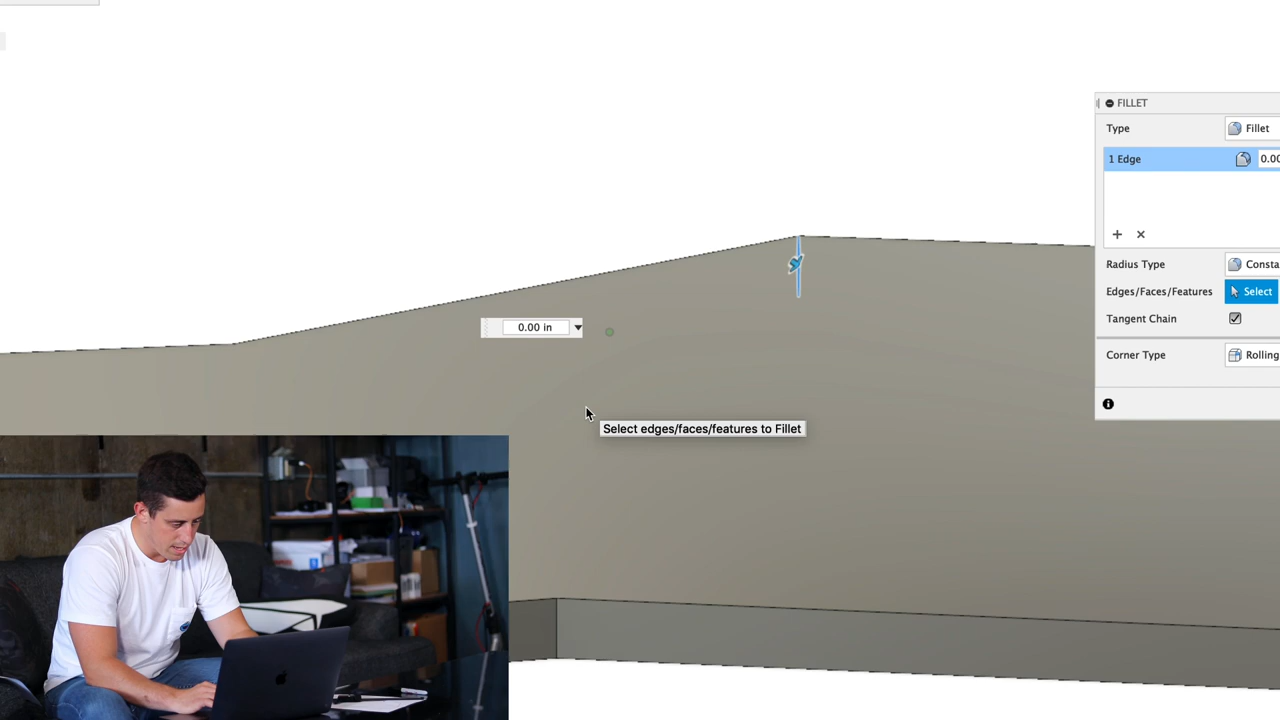 FILLET
Type
Fillet
1 Edge
0.00
Radius Type
Consta
Edges/Faces/Features
Select
Tangent Chain
Corner Type
Rolling
0.00 in
Select edges/faces/features to Fillet